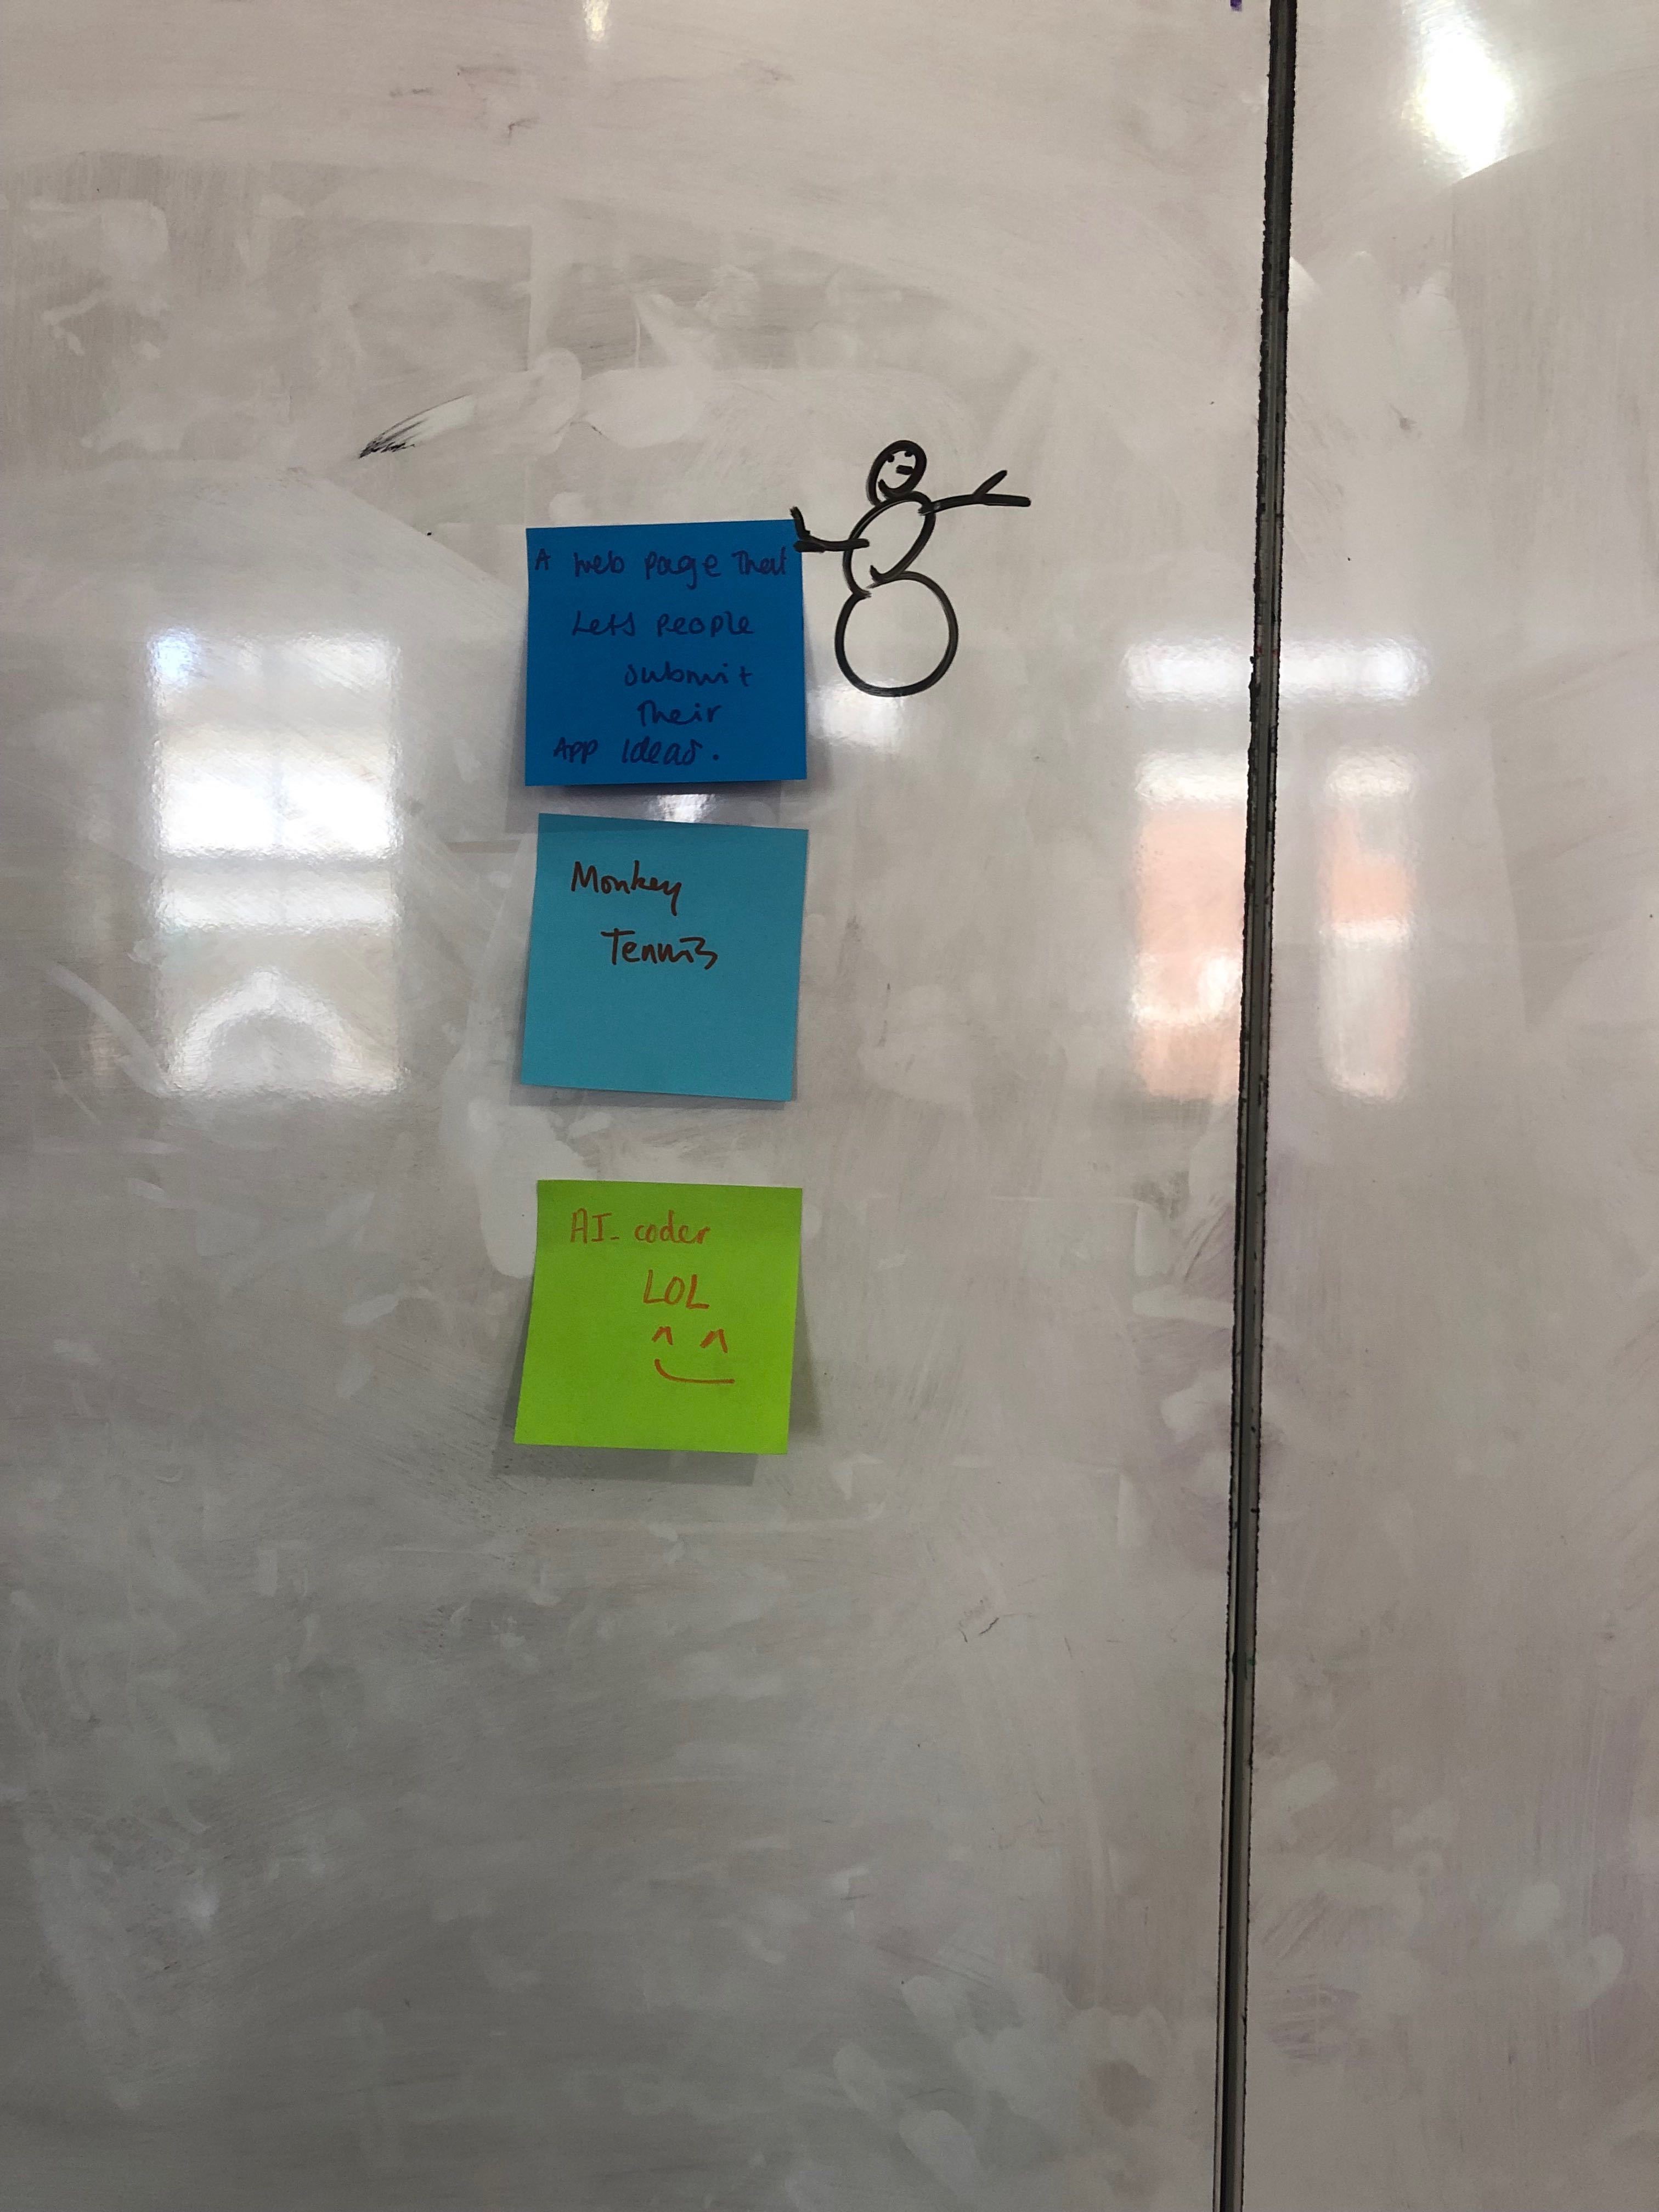 A web page That
Lets People
submit
Their
App Ideas.
Monkey
Tennis
AI-coder
LOL